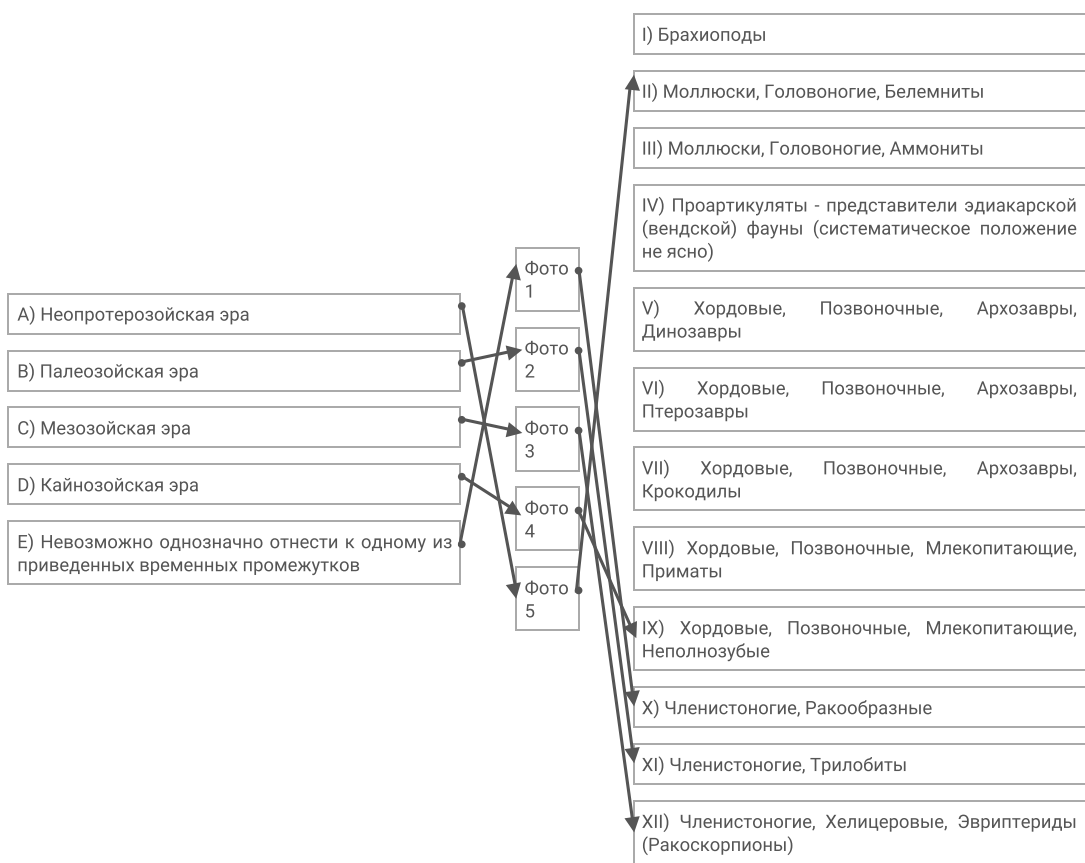 A) Неопротерозойская эра
B) Палеозойская эра
C) Мезозойская эра
D) Кайнозойская эра
E) Невозможно однозначно отнести к одному из
приведенных временных промежутков
Фото
1
Фото
2
Фото
3
Фото
4
Фото
5
I) Брахиоподы
II) Моллюски, Головоногие, Белемниты
III) Моллюски, Головоногие, Аммониты
IV) Проартикуляты - представители эдиакарской
(вендской) фауны (систематическое положение
не ясно)
V) Хордовые, Позвоночные, Архозавры,
Динозавры
VI) Хордовые, Позвоночные, Архозавры,
Птерозавры
VII) Хордовые, Позвоночные, Архозавры,
Крокодилы
VIII) Хордовые, Позвоночные, Млекопитающие,
Приматы
IX) Хордовые, Позвоночные, Млекопитающие,
Неполнозубые
X) Членистоногие, Ракообразные
XI) Членистоногие, Трилобиты
XII) Членистоногие, Хелицеровые, Эвриптериды
(Ракоскорпионы)